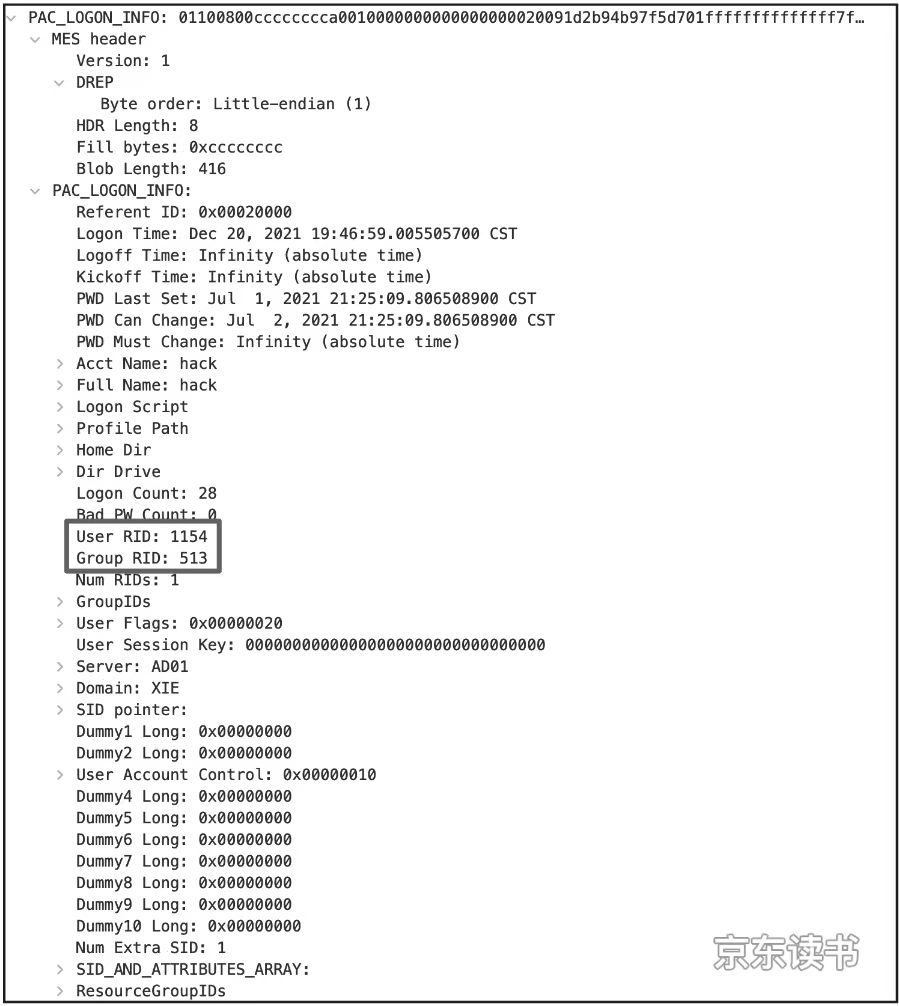 PAC_LOGON_INFO: 01100800cccccccca00100000000000000000020091d2b94b97f5d701ffffffffffffff7f…
MES header
Version: 1
DREP
Byte order: Little-endian (1)
HDR Length: 8
Fill bytes: 0xcccccccc
Blob Length: 416
PAC_LOGON_INFO:
Referent ID: 0x00020000
Logon Time: Dec 20, 2021 19:46:59.005505700 CST
Logoff Time: Infinity (absolute time)
Kickoff Time: Infinity (absolute time)
PWD Last Set: Jul  1, 2021 21:25:09.806508900 CST
PWD Can Change: Jul  2, 2021 21:25:09.806508900 CST
PWD Must Change: Infinity (absolute time)
Acct Name: hack
Full Name: hack
Logon Script
Profile Path
Home Dir
Dir Drive
Logon Count: 28
Bad PW Count: 0
User RID: 1154
Group RID: 513
Num RIDs: 1
GroupIDs
User Flags: 0x00000020
User Session Key: 00000000000000000000000000000000
Server: AD01
Domain: XIE
SID pointer:
Dummy1 Long: 0x00000000
Dummy2 Long: 0x00000000
User Account Control: 0x00000010
Dummy4 Long: 0x00000000
Dummy5 Long: 0x00000000
Dummy6 Long: 0x00000000
Dummy7 Long: 0x00000000
Dummy8 Long: 0x00000000
Dummy9 Long: 0x00000000
Dummy10 Long: 0x00000000
Num Extra SID: 1
SID_AND_ATTRIBUTES_ARRAY:
ResourceGroupIDs
京东读书